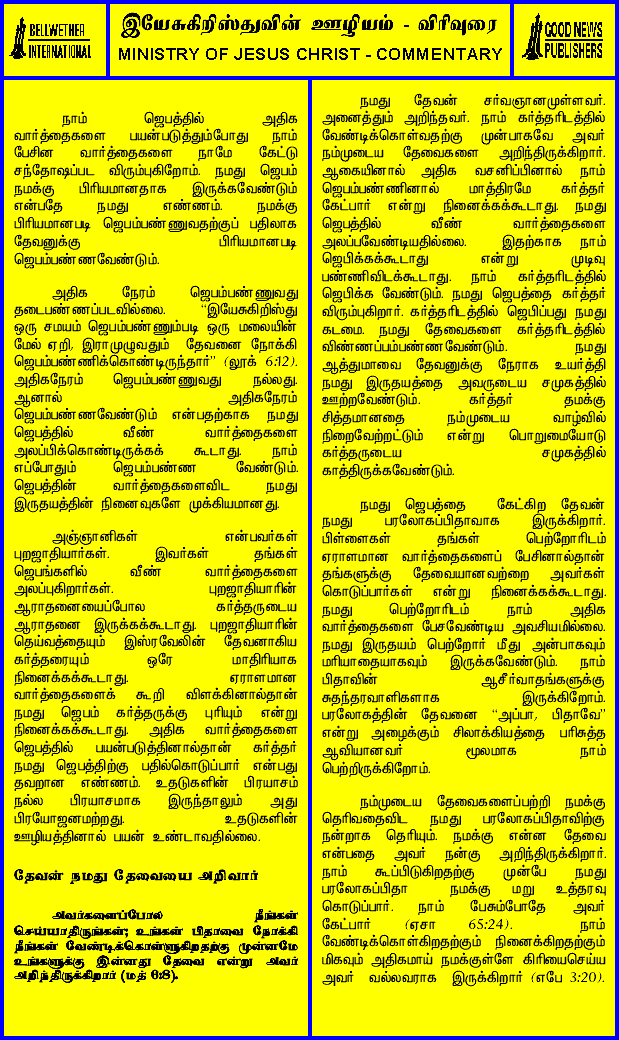 BELLWETHER
INTERNATIONAL
இயேசுகிறிஸ்துவின் ஊழியம் - விரிவுரை
MINISTRY OF JESUS CHRIST - COMMENTARY
GOOD NEWS
PUBLISHERS
நாம் ஜெபத்தில் அதிக
வார்த்தைகளை பயன்படுத்தும்போது நாம்
பேசின வார்த்தைகளை நாமே கேட்டு
சந்தோஷப்பட விரும்புகிறோம். நமது ஜெபம்
நமக்கு பிரியமானதாக இருக்கவேண்டும்
என்பதே நமது எண்ணம். நமக்கு
பிரியமானபடி ஜெபம்பண்ணுவதற்குப் பதிலாக
தேவனுக்கு பிரியமானபடி
ஜெபம்பண்ணவேண்டும்.
அதிக நேரம் ஜெபம்பண்ணுவது
தடைபண்ணப்படவில்லை. “இயேசுகிறிஸ்து
ஒரு சமயம் ஜெபம்பண்ணும்படி ஒரு மலையின்
மேல் ஏறி, இராமுழுவதும் தேவனை நோக்கி
ஜெபம்பண்ணிக்கொண்டிருந்தார்” (லூக் 6:12).
அதிகநேரம் ஜெபம்பண்ணுவது நல்லது.
ஆனால் அதிகநேரம்
ஜெபம்பண்ணவேண்டும் என்பதற்காக நமது
ஜெபத்தில் வீண் வார்த்தைகளை
அலப்பிக்கொண்டிருக்கக் கூடாது. நாம்
எப்போதும் ஜெபம்பண்ண வேண்டும்.
ஜெபத்தின் வார்த்தைகளைவிட நமது
இருதயத்தின் நினைவுகளே முக்கியமானது.
அஞ்ஞானிகள் என்பவர்கள்
புறஜாதியார்கள். இவர்கள் தங்கள்
ஜெபங்களில் வீண் வார்த்தைகளை
அலப்புகிறார்கள். புறஜாதியாரின்
ஆராதனையைப்போல கர்த்தருடைய
ஆராதனை இருக்கக்கூடாது. புறஜாதியாரின்
தெய்வத்தையும் இஸ்ரவேலின் தேவனாகிய
கர்த்தரையும் ஒரே மாதிரியாக
நினைக்கக்கூடாது. ஏராளமான
வார்த்தைகளைக் கூறி விளக்கினால்தான்
நமது ஜெபம் கர்த்தருக்கு புரியும் என்று
நினைக்கக்கூடாது. அதிக வார்த்தைகளை
ஜெபத்தில் பயன்படுத்தினால்தான் கர்த்தர்
நமது ஜெபத்திற்கு பதில்கொடுப்பார் என்பது
தவறான எண்ணம். உதடுகளின் பிரயாசம்
நல்ல பிரயாசமாக இருந்தாலும் அது
பிரயோஜனமற்றது. உதடுகளின்
ஊழியத்தினால் பயன் உண்டாவதில்லை.
தேவன் நமது தேவையை அறிவார்
அவர்களைப்போல நீங்கள்
செய்யாதிருங்கள்; உங்கள் பிதாவை நோக்கி
நீங்கள் வேண்டிக்கொள்ளுகிறதற்கு முன்னமே
உங்களுக்கு இன்னது தேவை என்று அவர்
அறிந்திருக்கிறார் (மத் 6:8).
நமது தேவன் சர்வஞானமுள்ளவர்.
அனைத்தும் அறிந்தவர். நாம் கர்த்தரிடத்தில்
வேண்டிக்கொள்வதற்கு முன்பாகவே அவர்
நம்முடைய தேவைகளை அறிந்திருக்கிறார்.
ஆகையினால் அதிக வசனிப்பினால் நாம்
ஜெபம்பண்ணினால் மாத்திரமே கர்த்தர்
கேட்பார் என்று நினைக்கக்கூடாது. நமது
ஜெபத்தில் வீண் வார்த்தைகளை
அலப்பவேண்டியதில்லை. இதற்காக நாம்
ஜெபிக்கக்கூடாது என்று முடிவு
பண்ணிவிடக்கூடாது. நாம் கர்த்தரிடத்தில்
ஜெபிக்க வேண்டும். நமது ஜெபத்தை கர்த்தர்
விரும்புகிறார். கர்த்தரிடத்தில் ஜெபிப்பது நமது
கடமை. நமது தேவைகளை கர்த்தரிடத்தில்
விண்ணப்பம்பண்ணவேண்டும். நமது
ஆத்துமாவை தேவனுக்கு நேராக உயர்த்தி
நமது இருதயத்தை அவருடைய சமுகத்தில்
ஊற்றவேண்டும். கர்த்தர் தமக்கு
சித்தமானதை நம்முடைய வாழ்வில்
நிறைவேற்றட்டும் என்று பொறுமையோடு
கர்த்தருடைய சமுகத்தில்
காத்திருக்கவேண்டும்.
நமது ஜெபத்தை கேட்கிற தேவன்
நமது பரலோகப்பிதாவாக இருக்கிறார்.
பிள்ளைகள் தங்கள் பெற்றோரிடம்
ஏராளமான வார்த்தைகளைப் பேசினால்தான்
தங்களுக்கு தேவையானவற்றை அவர்கள்
கொடுப்பார்கள் என்று நினைக்கக்கூடாது.
நமது பெற்றோரிடம் நாம் அதிக
வார்த்தைகளை பேசவேண்டிய அவசியமில்லை.
நமது இருதயம் பெற்றோர் மீது அன்பாகவும்
மரியாதையாகவும் இருக்கவேண்டும். நாம்
பிதாவின் ஆசீர்வாதங்களுக்கு
சுதந்தரவாளிகளாக இருக்கிறோம்.
பரலோகத்தின் தேவனை “அப்பா, பிதாவே”
என்று அழைக்கும் சிலாக்கியத்தை பரிசுத்த
ஆவியானவர் மூலமாக நாம்
பெற்றிருக்கிறோம்.
நம்முடைய தேவைகளைப்பற்றி நமக்கு
தெரிவதைவிட நமது பரலோகப்பிதாவிற்கு
நன்றாக தெரியும். நமக்கு என்ன தேவை
என்பதை அவர் நன்கு அறிந்திருக்கிறார்.
நாம் கூப்பிடுகிறதற்கு முன்பே நமது
பரலோகப்பிதா நமக்கு மறு உத்தரவு
கொடுப்பார். நாம் பேசும்போதே அவர்
கேட்பார் (ஏசா 65:24). நாம்
வேண்டிக்கொள்கிறதற்கும் நினைக்கிறதற்கும்
மிகவும் அதிகமாய் நமக்குள்ளே கிரியைசெய்ய
அவர் வல்லவராக இருக்கிறார் (எபே 3:20).